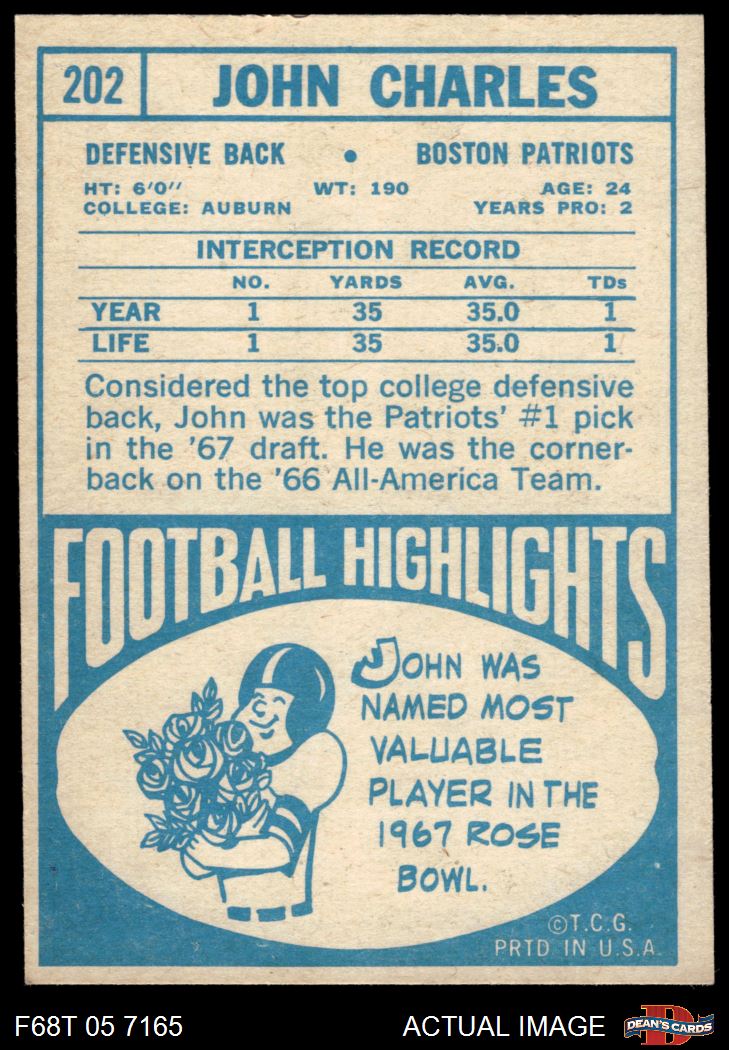 202 JOHN CHARLES
DEFENSIVE BACK • BOSTON PATRIOTS
HT: 6'0" WT: 190 AGE: 24
COLLEGE: AUBURN YEARS PRO: 2
INTERCEPTION RECORD
NO. YARDS AVG. TDs
YEAR 1 35 35.0 1
LIFE 1 35 35.0 1
Considered the top college defensive
back, John was the Patriots' #1 pick
in the '67 draft. He was the corner-
back on the '66 All-America Team.
FOOTBALL HIGHLIGHTS
JOHN WAS
NAMED MOST
VALUABLE
PLAYER IN THE
1967 ROSE
BOWL.
©T.C.G.
PRTD IN U.S.A.
F68T 05 7165 ACTUAL IMAGE D DEAN'S CARDS